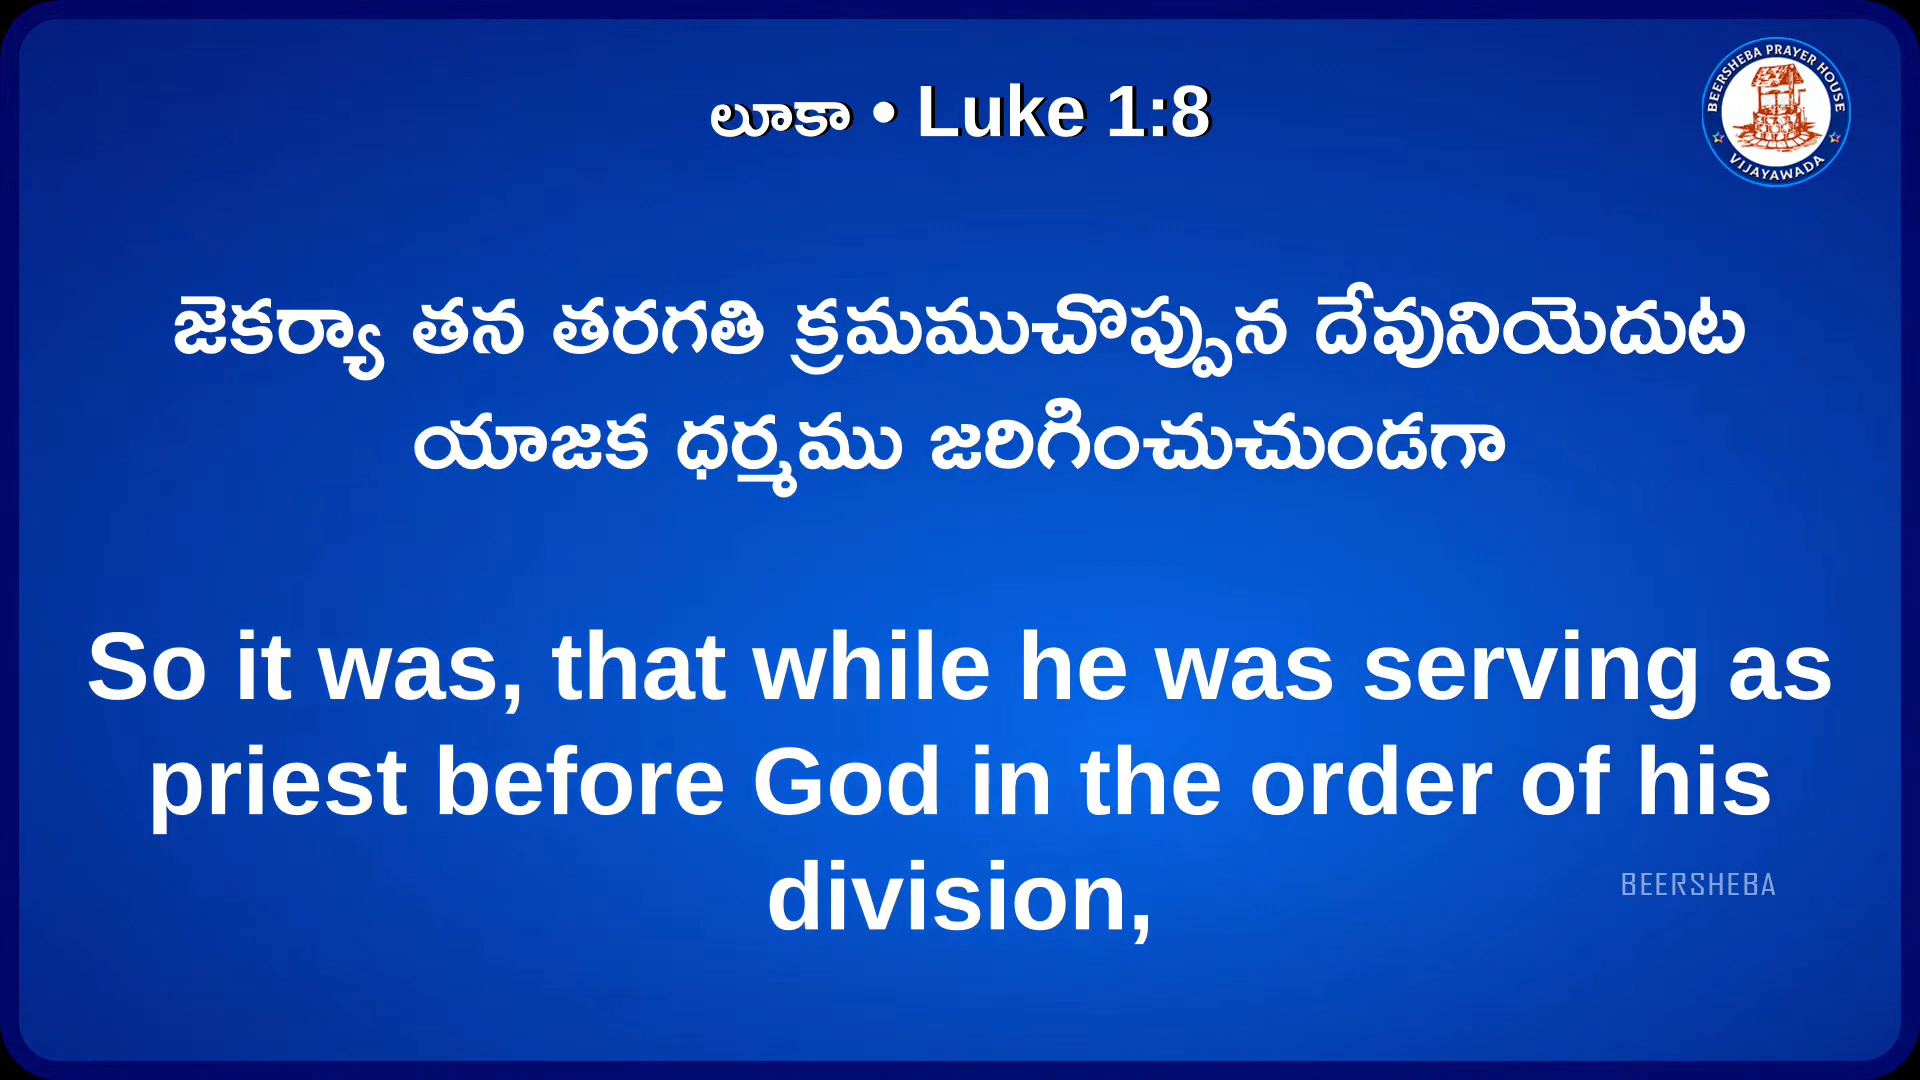 లూకా • Luke 1:8
BEERSHEBA PRAYER HOUSE
VIJAYAWADA
జెకర్యా తన తరగతి క్రమముచొప్పున దేవునియెదుట
యాజక ధర్మము జరిగించుచుండగా
So it was, that while he was serving as
priest before God in the order of his
division,
BEERSHEBA